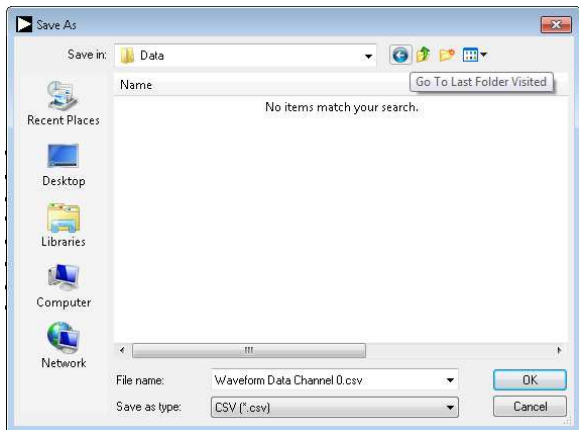 Save As
Save in:
Data
Go To Last Folder Visited
Name
No items match your search.
Recent Places
Desktop
Libraries
Computer
Network
File name:
Waveform Data Channel 0.csv
OK
Save as type:
CSV (*.csv)
Cancel